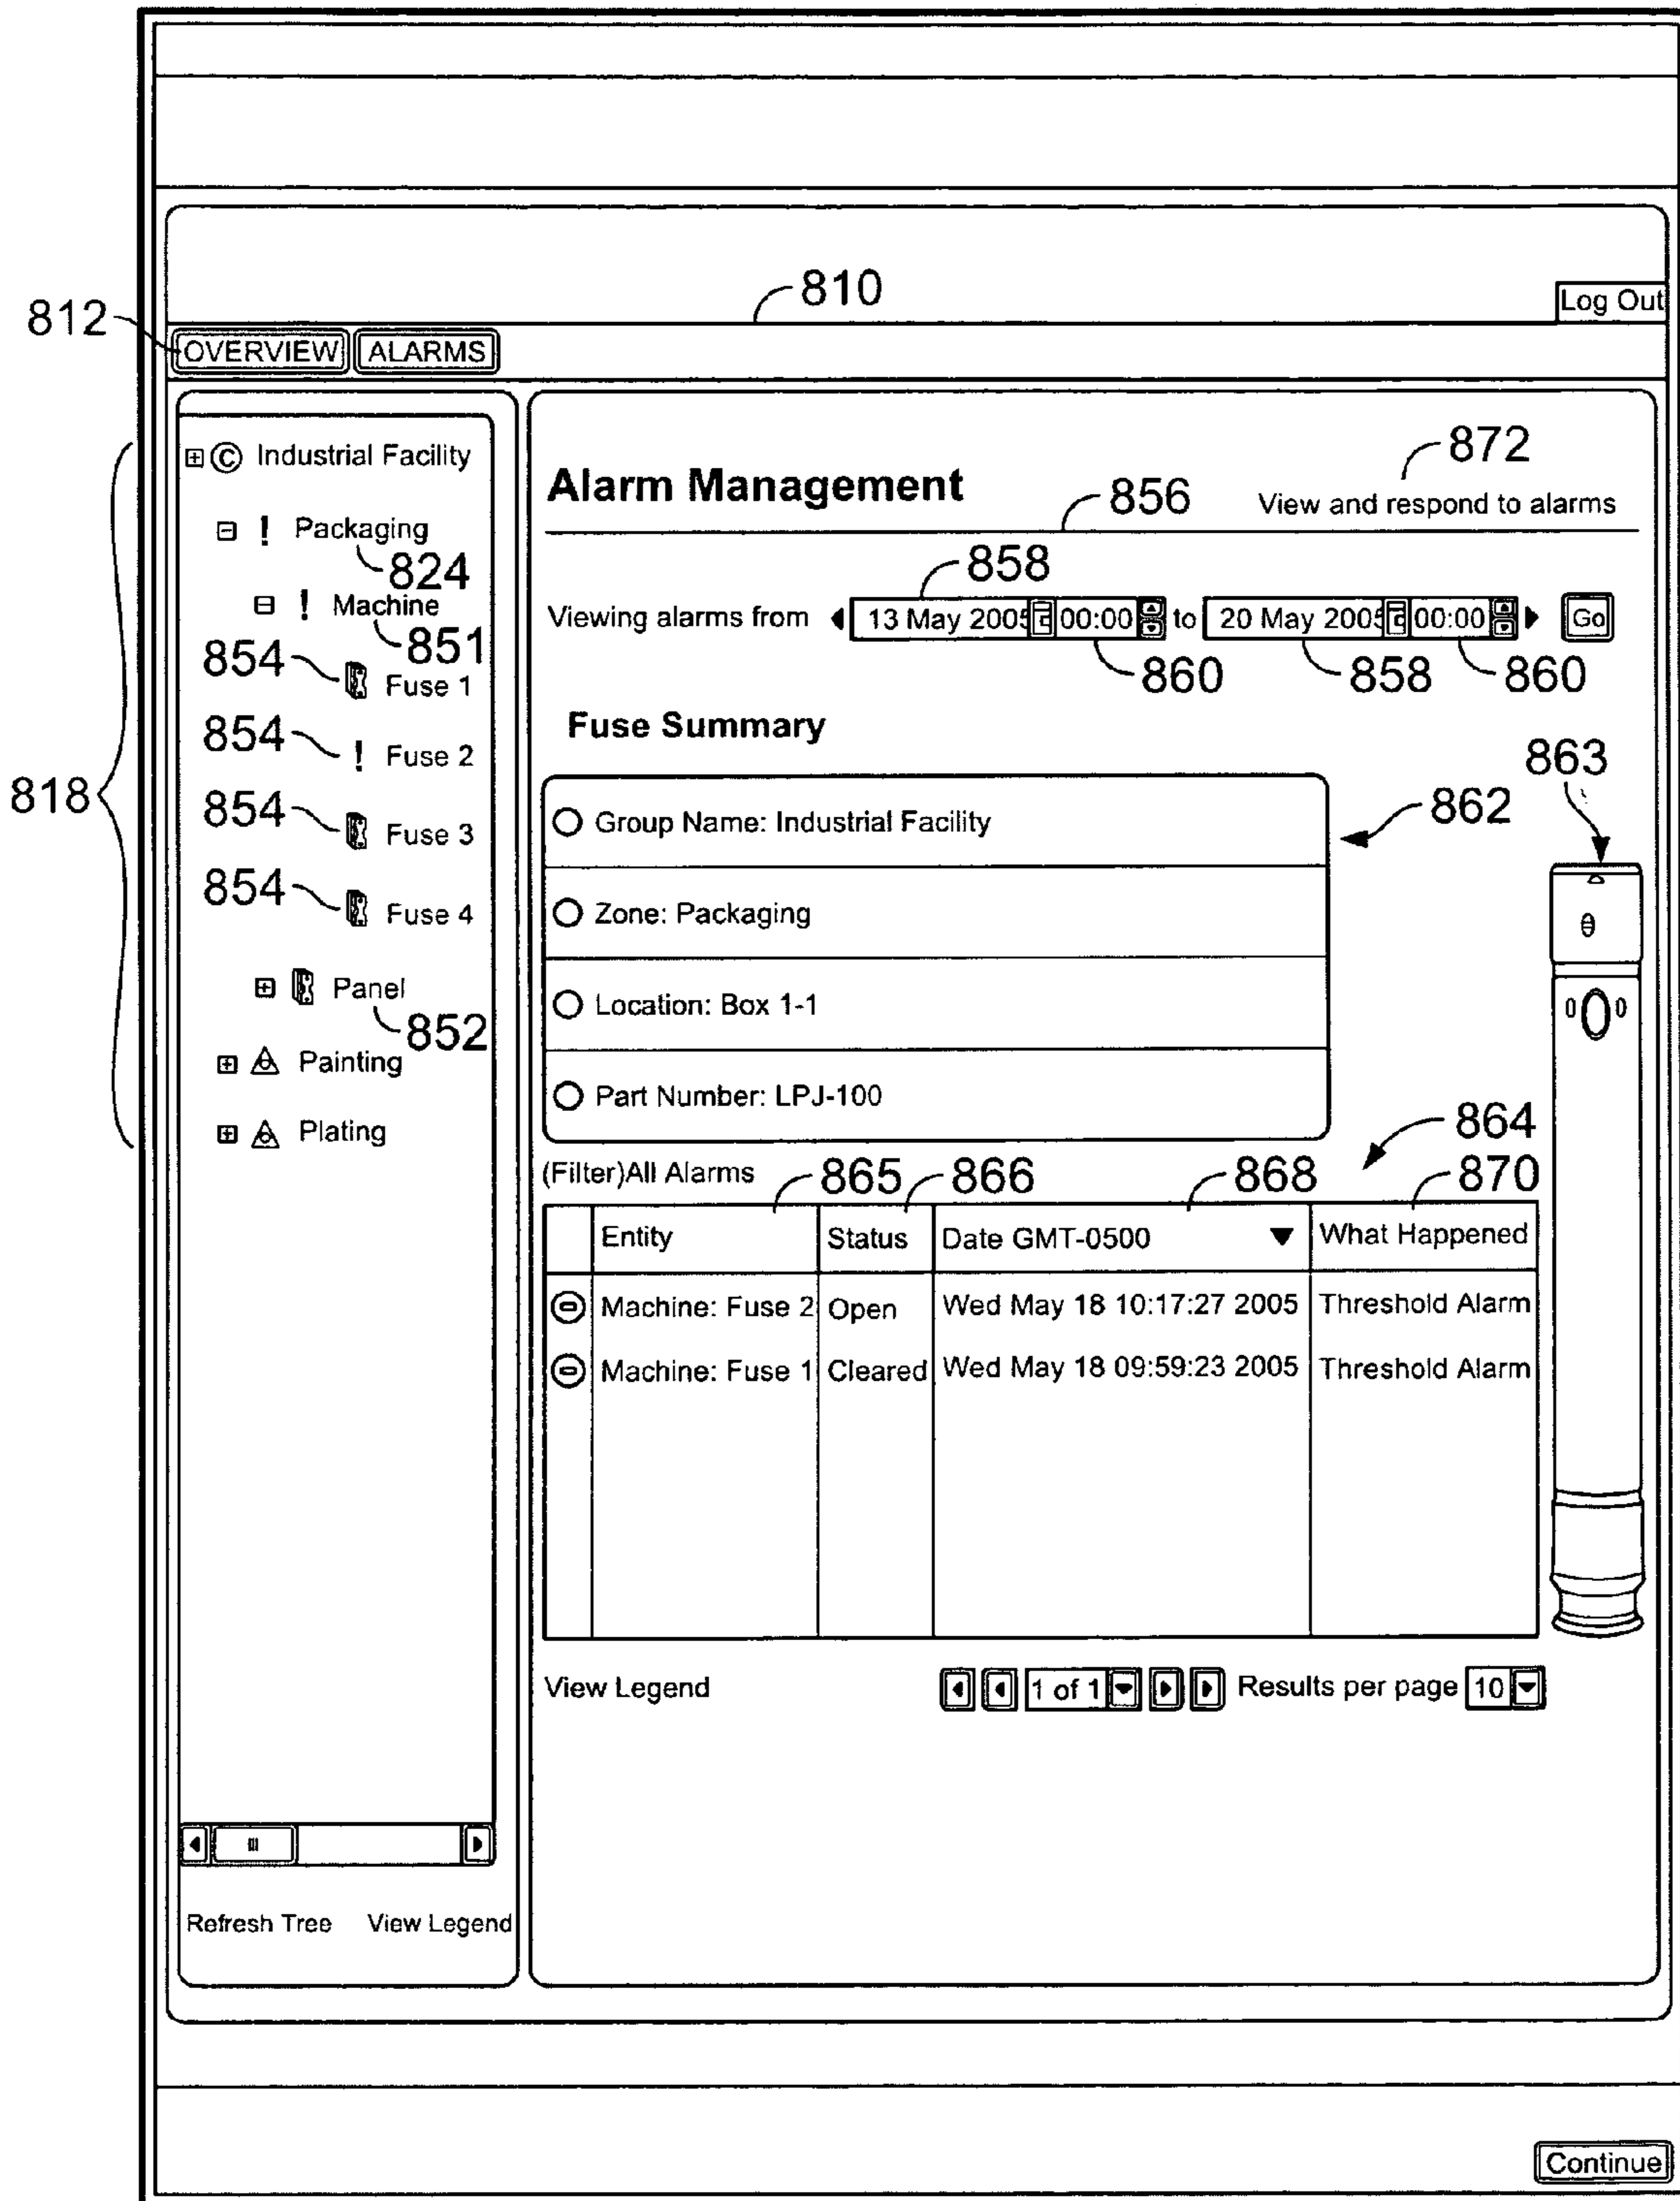 810
Log Out
812
OVERVIEW ALARMS
818
Industrial Facility
! Packaging
824
! Machine
851
854 Fuse 1
854 ! Fuse 2
854 Fuse 3
854 Fuse 4
Panel
852
Painting
Plating
Refresh Tree View Legend
872
Alarm Management
856
View and respond to alarms
858
Viewing alarms from 13 May 2005 00:00 to 20 May 2005 00:00 Go
860 858 860
Fuse Summary
863
862
Group Name: Industrial Facility
Zone: Packaging
Location: Box 1-1
Part Number: LPJ-100
864
(Filter)All Alarms 865 866 868 870
Entity Status Date GMT-0500 What Happened
Machine: Fuse 2 Open Wed May 18 10:17:27 2005 Threshold Alarm
Machine: Fuse 1 Cleared Wed May 18 09:59:23 2005 Threshold Alarm
View Legend 1 of 1 Results per page 10
Continue